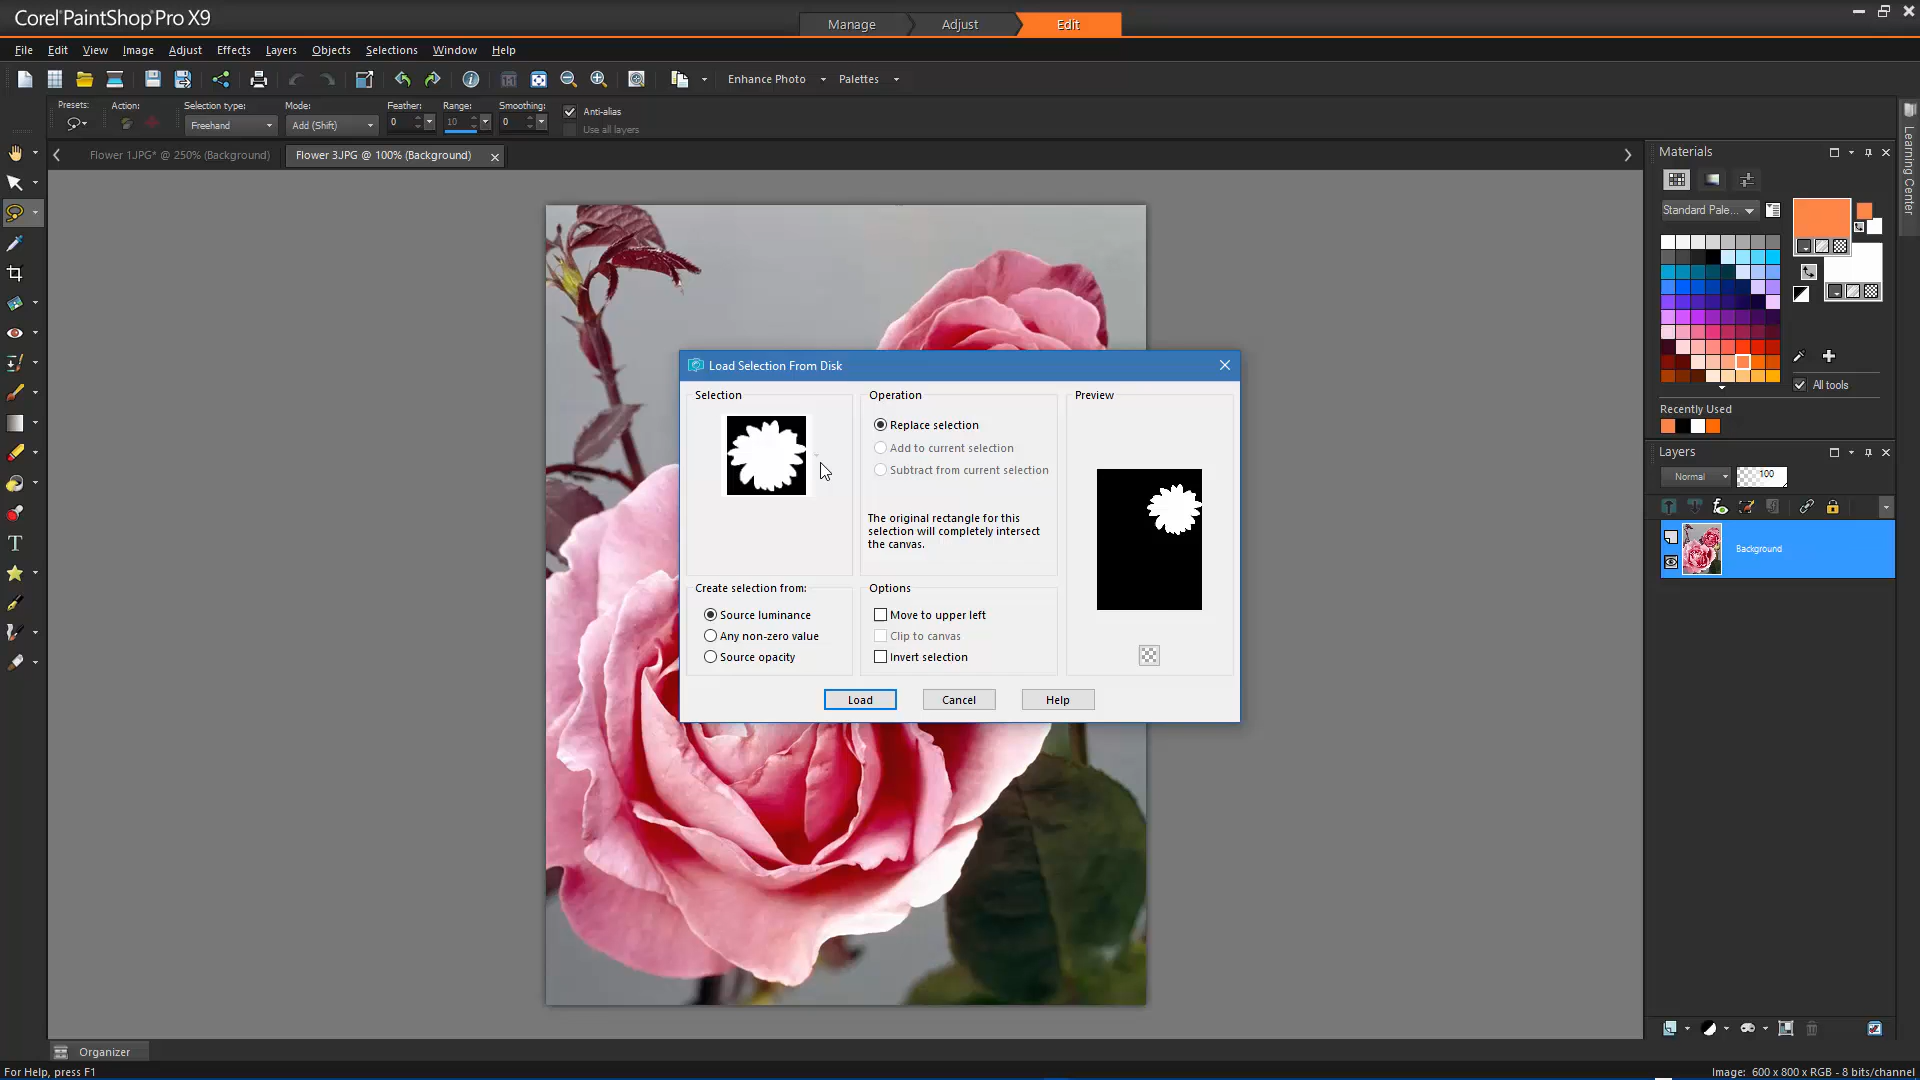 Corel PaintShop Pro X9
Manage Adjust Edit
File Edit View Image Adjust Effects Layers Objects Selections Window Help
Enhance Photo Palettes
Presets: Action: Selection type: Mode: Feather: Range: Smoothing: Anti-alias
Freehand Add (Shift) 0 10 0 Use all layers
Flower 1JPG* @ 250% (Background) Flower 3JPG @ 100% (Background)
Materials
Learning Center
Standard Pale...
All tools
Recently Used
Layers
Normal 100
Background
Load Selection From Disk
Selection Operation Preview
Replace selection
Add to current selection
Subtract from current selection
The original rectangle for this
selection will completely intersect
the canvas.
Create selection from: Options
Source luminance Move to upper left
Any non-zero value Clip to canvas
Source opacity Invert selection
Load Cancel Help
Organizer
For Help, press F1 Image: 600 x 800 x RGB - 8 bits/channel